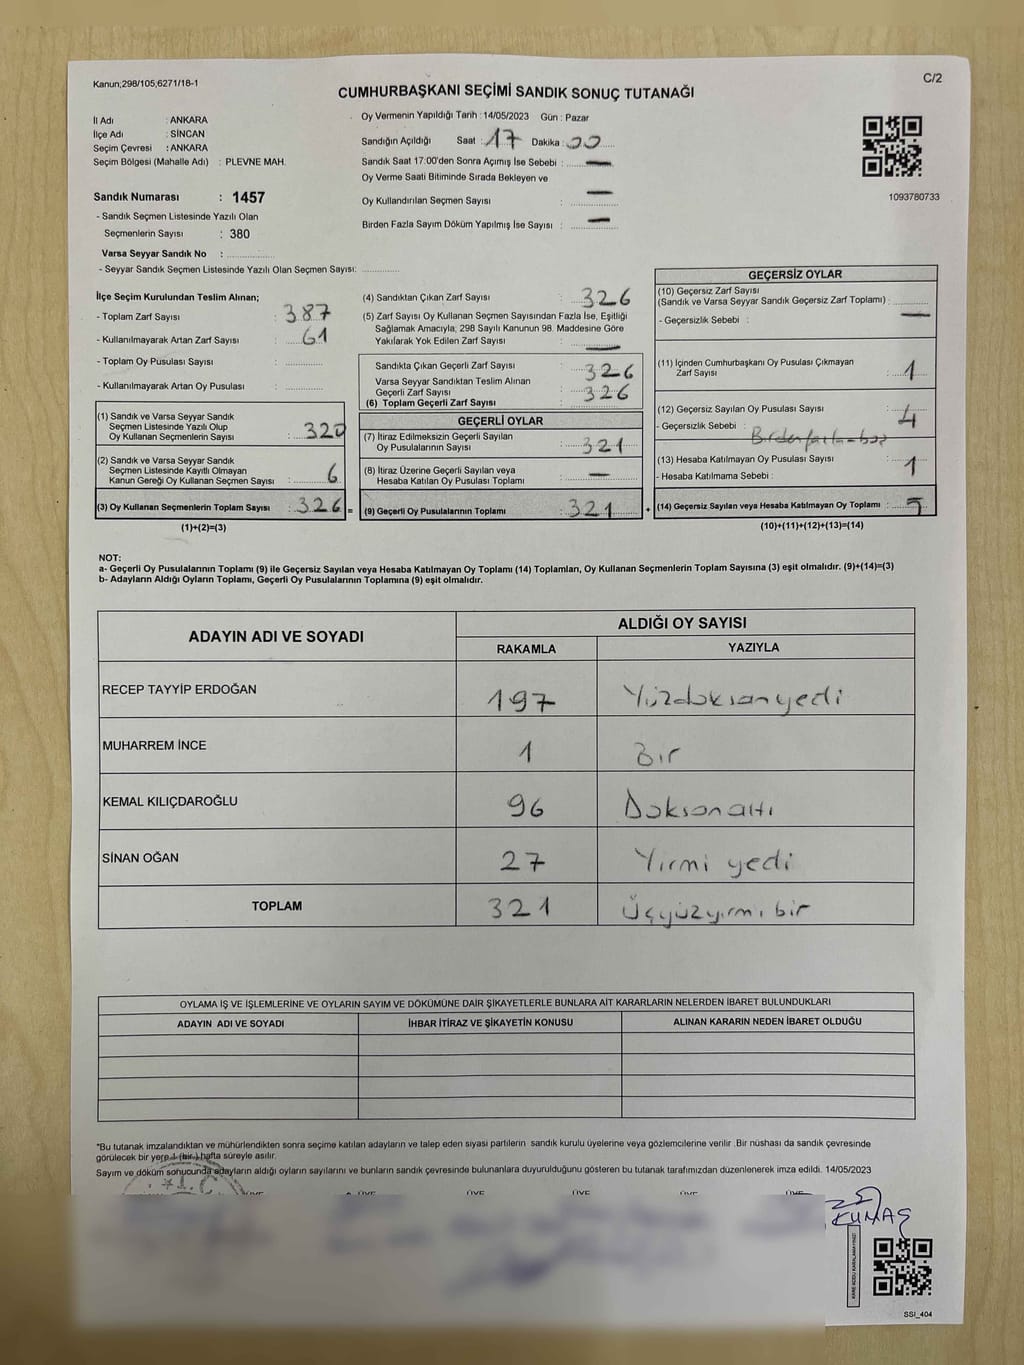 Kanun;298/105,6271/18-1
C/2
CUMHURBAŞKANI SEÇİMİ SANDIK SONUÇ TUTANAĞI
İl Adı : ANKARA
İlçe Adı : SİNCAN
Seçim Çevresi : ANKARA
Seçim Bölgesi (Mahalle Adı) : PLEVNE MAH.
Oy Vermenin Yapıldığı Tarih : 14/05/2023 Gün : Pazar
Sandığın Açıldığı Saat : 17 Dakika : 00
Sandık Saat 17:00'den Sonra Açımış İse Sebebi : —
Oy Verme Saati Bitiminde Sırada Bekleyen ve
Oy Kullandırılan Seçmen Sayısı : —
Birden Fazla Sayım Döküm Yapılmış İse Sayısı : —
1093780733
Sandık Numarası : 1457
- Sandık Seçmen Listesinde Yazılı Olan
Seçmenlerin Sayısı : 380
Varsa Seyyar Sandık No :
- Seyyar Sandık Seçmen Listesinde Yazılı Olan Seçmen Sayısı:
İlçe Seçim Kurulundan Teslim Alınan;
- Toplam Zarf Sayısı : 387
- Kullanılmayarak Artan Zarf Sayısı : 61
- Toplam Oy Pusulası Sayısı :
- Kullanılmayarak Artan Oy Pusulası :
(1) Sandık ve Varsa Seyyar Sandık
Seçmen Listesinde Yazılı Olup
Oy Kullanan Seçmenlerin Sayısı : 320
(2) Sandık ve Varsa Seyyar Sandık
Seçmen Listesinde Kayıtlı Olmayan
Kanun Gereği Oy Kullanan Seçmen Sayısı : 6
(3) Oy Kullanan Seçmenlerin Toplam Sayısı : 326 =
(1)+(2)=(3)
(4) Sandıktan Çıkan Zarf Sayısı : 326
(5) Zarf Sayısı Oy Kullanan Seçmen Sayısından Fazla İse, Eşitliği
Sağlamak Amacıyla; 298 Sayılı Kanunun 98. Maddesine Göre
Yakılarak Yok Edilen Zarf Sayısı : —
Sandıkta Çıkan Geçerli Zarf Sayısı : 326
Varsa Seyyar Sandıktan Teslim Alınan
Geçerli Zarf Sayısı : 326
(6) Toplam Geçerli Zarf Sayısı :
GEÇERLİ OYLAR
(7) İtiraz Edilmeksizin Geçerli Sayılan
Oy Pusulalarının Sayısı : 321
(8) İtiraz Üzerine Geçerli Sayılan veya
Hesaba Katılan Oy Pusulası Toplamı : —
(9) Geçerli Oy Pusulalarının Toplamı : 321 +
GEÇERSİZ OYLAR
(10) Geçersiz Zarf Sayısı
(Sandık ve Varsa Seyyar Sandık Geçersiz Zarf Toplamı) :
- Geçersizlik Sebebi : —
(11) İçinden Cumhurbaşkanı Oy Pusulası Çıkmayan
Zarf Sayısı : 1
(12) Geçersiz Sayılan Oy Pusulası Sayısı : 4
- Geçersizlik Sebebi : Birden fazla
(13) Hesaba Katılmayan Oy Pusulası Sayısı : 1
- Hesaba Katılmama Sebebi :
(14) Geçersiz Sayılan veya Hesaba Katılmayan Oy Toplamı : 5
(10)+(11)+(12)+(13)=(14)
NOT:
a- Geçerli Oy Pusulalarının Toplamı (9) ile Geçersiz Sayılan veya Hesaba Katılmayan Oy Toplamı (14) Toplamları, Oy Kullanan Seçmenlerin Toplam Sayısına (3) eşit olmalıdır. (9)+(14)=(3)
b- Adayların Aldığı Oyların Toplamı, Geçerli Oy Pusulalarının Toplamına (9) eşit olmalıdır.
ADAYIN ADI VE SOYADI
ALDIĞI OY SAYISI
RAKAMLA YAZIYLA
RECEP TAYYİP ERDOĞAN 197 Yüzdoksanyedi
MUHARREM İNCE 1 Bir
KEMAL KILIÇDAROĞLU 96 Doksanaltı
SİNAN OĞAN 27 Yirmi yedi
TOPLAM 321 Üçyüzyirmi bir
OYLAMA İŞ VE İŞLEMLERİNE VE OYLARIN SAYIM VE DÖKÜMÜNE DAİR ŞİKAYETLERLE BUNLARA AİT KARARLARIN NELERDEN İBARET BULUNDUKLARI
ADAYIN ADI VE SOYADI İHBAR İTİRAZ VE ŞİKAYETİN KONUSU ALINAN KARARIN NEDEN İBARET OLDUĞU
*Bu tutanak imzalandıktan ve mühürlendikten sonra seçime katılan adayların ve talep eden siyasi partilerin sandık kurulu üyelerine veya gözlemcilerine verilir .Bir nüshası da sandık çevresinde
görülecek bir yere 1 (bir ) hafta süreyle asılır.
Sayım ve döküm sonucunda adayların aldığı oyların sayılarını ve bunların sandık çevresinde bulunanlara duyurulduğunu gösteren bu tutanak tarafımızdan düzenlenerek imza edildi. 14/05/2023
T.C.
ÜYE ÜYE ÜYE ÜYE ÜYE
KUMAŞ
KARE KODU KARALAMAYINIZ!
SSI_404